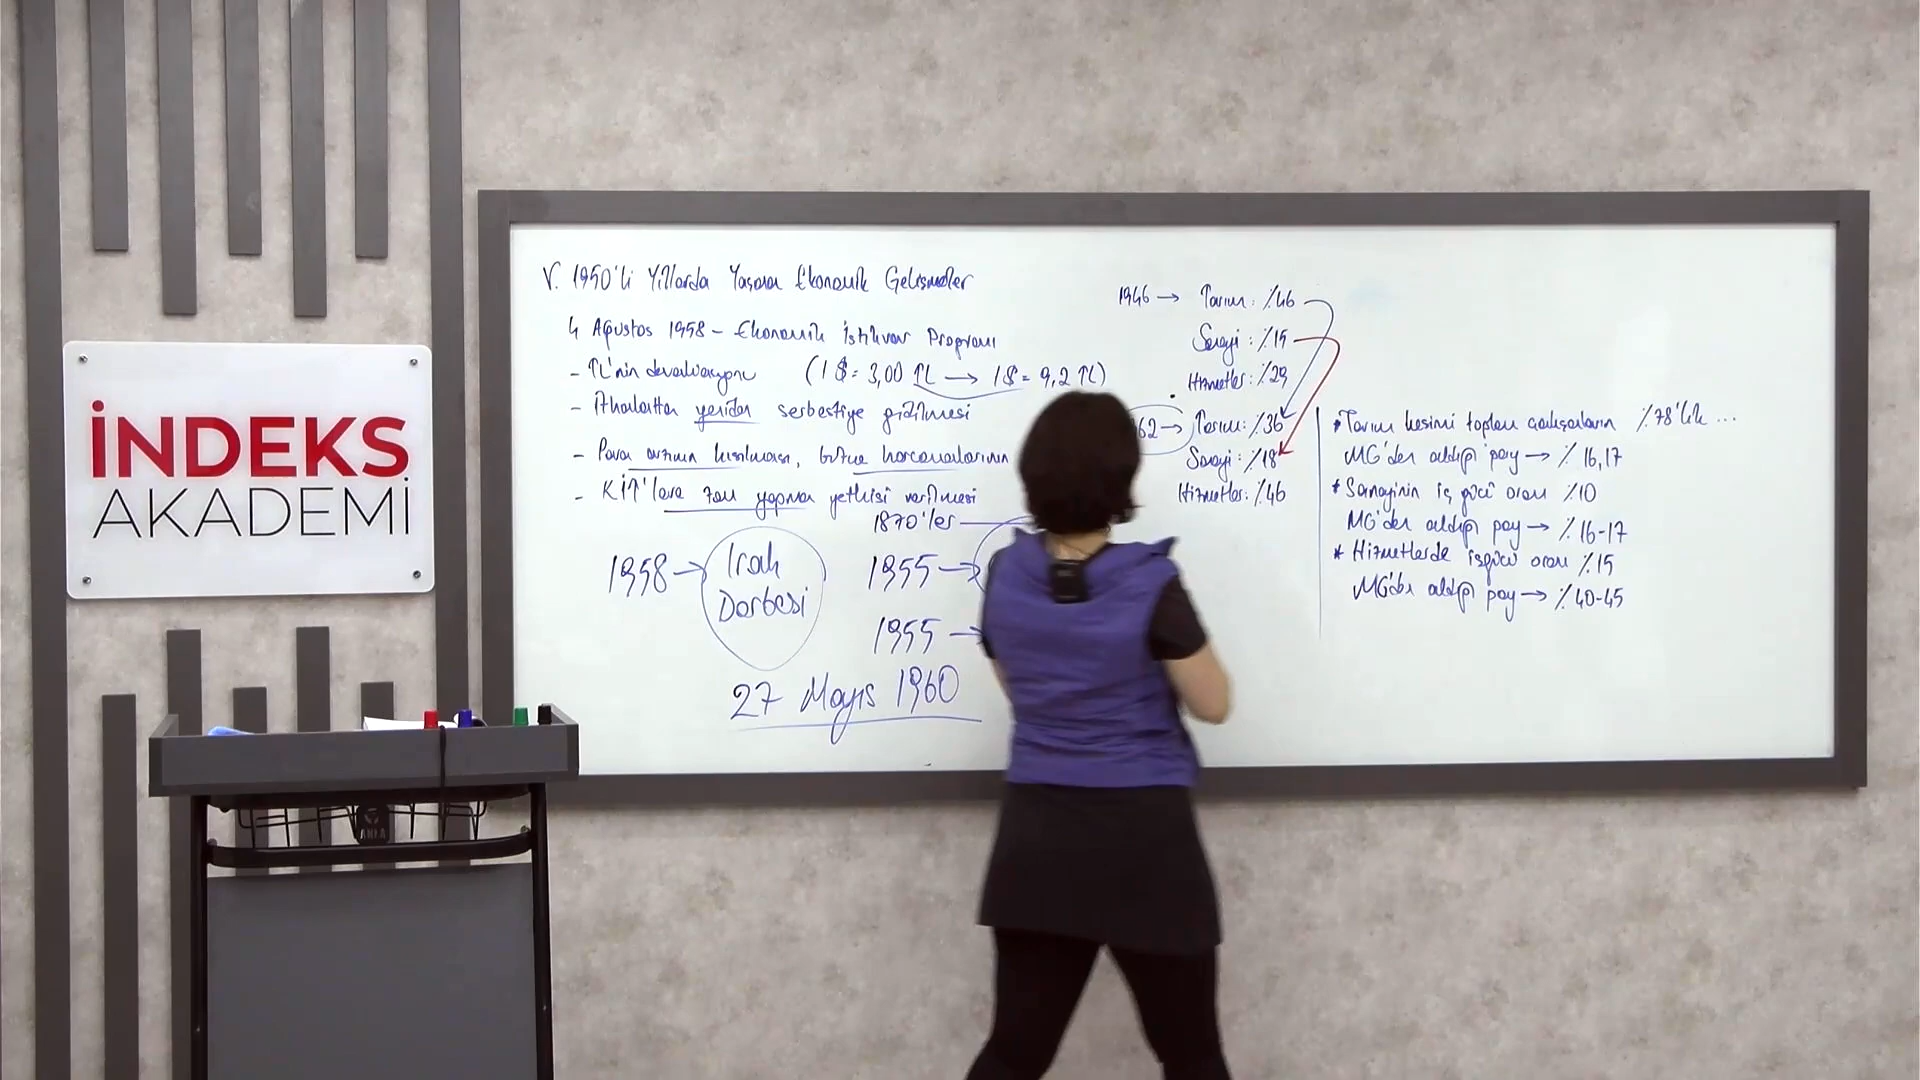 İNDEKS
AKADEMİ
V. 1950'li Yıllarda Yaşanan Ekonomik Gelişmeler
4 Ağustos 1958 - Ekonomik İstikrar Programı
- TL'nin devalüasyonu (1 $ = 3,00 TL → 1 $ = 9,2 TL)
- İthalatta yeniden serbestiye gidilmesi
- Para arzının kısılması, bütçe harcamalarının
- KİT'lere zam yapma yetkisi verilmesi
1870'ler
1958 → Irak Darbesi
1955 →
1955 →
27 Mayıs 1960
1946 → Tarım: %46
Sanayi: %15
Hizmetler: %29
62 → Tarım: %36
Sanayi: %18
Hizmetler: %46
* Tarım kesimi toplam çalışanların %78'lik ...
MG'den aldığı pay → % 16,17
* Sanayinin iş gücü oranı %10
MG'den aldığı pay → % 16-17
* Hizmetlerde işgücü oranı %15
MG'den aldığı pay → % 40-45
ANKA